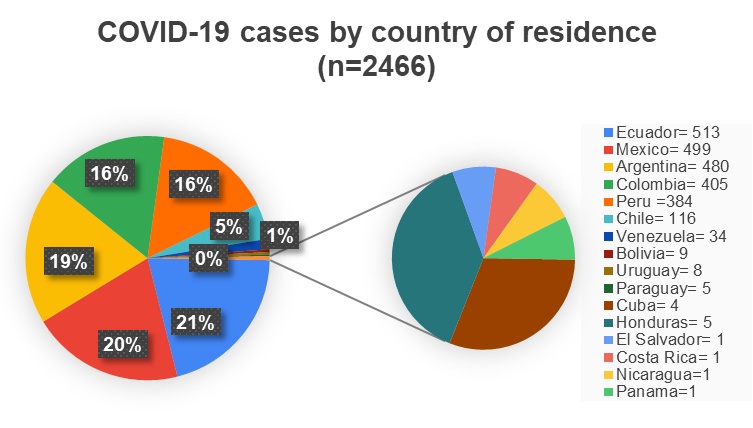 COVID-19 cases by country of residence
(n=2466)
16%
16%
5%
1%
0%
19%
21%
20%
Ecuador= 513
Mexico= 499
Argentina= 480
Colombia= 405
Peru =384
Chile= 116
Venezuela= 34
Bolivia= 9
Uruguay= 8
Paraguay= 5
Cuba= 4
Honduras= 5
El Salvador= 1
Costa Rica= 1
Nicaragua=1
Panama=1